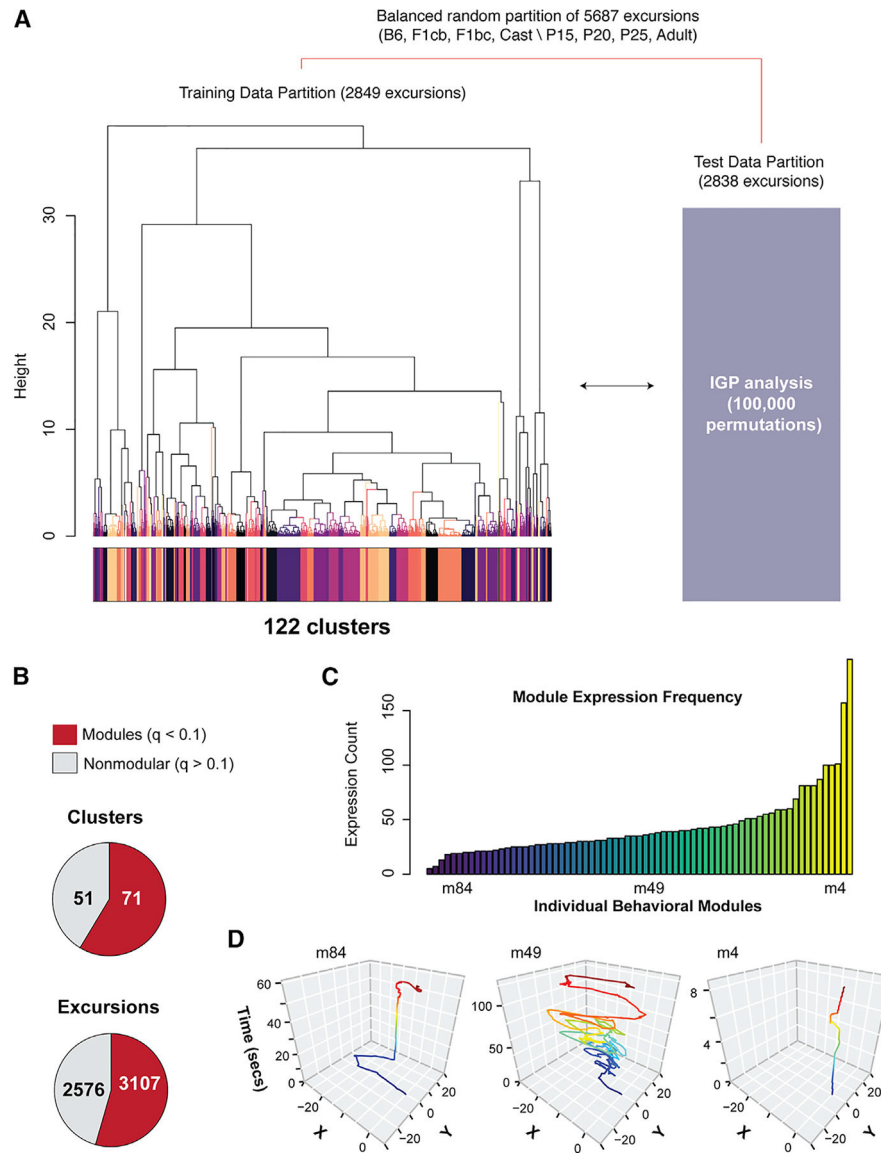 A
Balanced random partition of 5687 excursions
(B6, F1cb, F1bc, Cast \ P15, P20, P25, Adult)
Training Data Partition (2849 excursions)
Test Data Partition
(2838 excursions)
Height
30
20
10
0
IGP analysis
(100,000
permutations)
122 clusters
B
Modules (q < 0.1)
Nonmodular (q > 0.1)
Clusters
51
71
Excursions
2576
3107
C
Module Expression Frequency
Expression Count
150
100
50
0
m84
m49
m4
Individual Behavioral Modules
D
m84
m49
m4
Time (secs)
60
40
20
0
−20
0
X
−20
0
20
Y
100
50
0
−20
0
X
−20
0
20
Y
8
6
4
2
0
−20
0
X
−20
0
20
Y